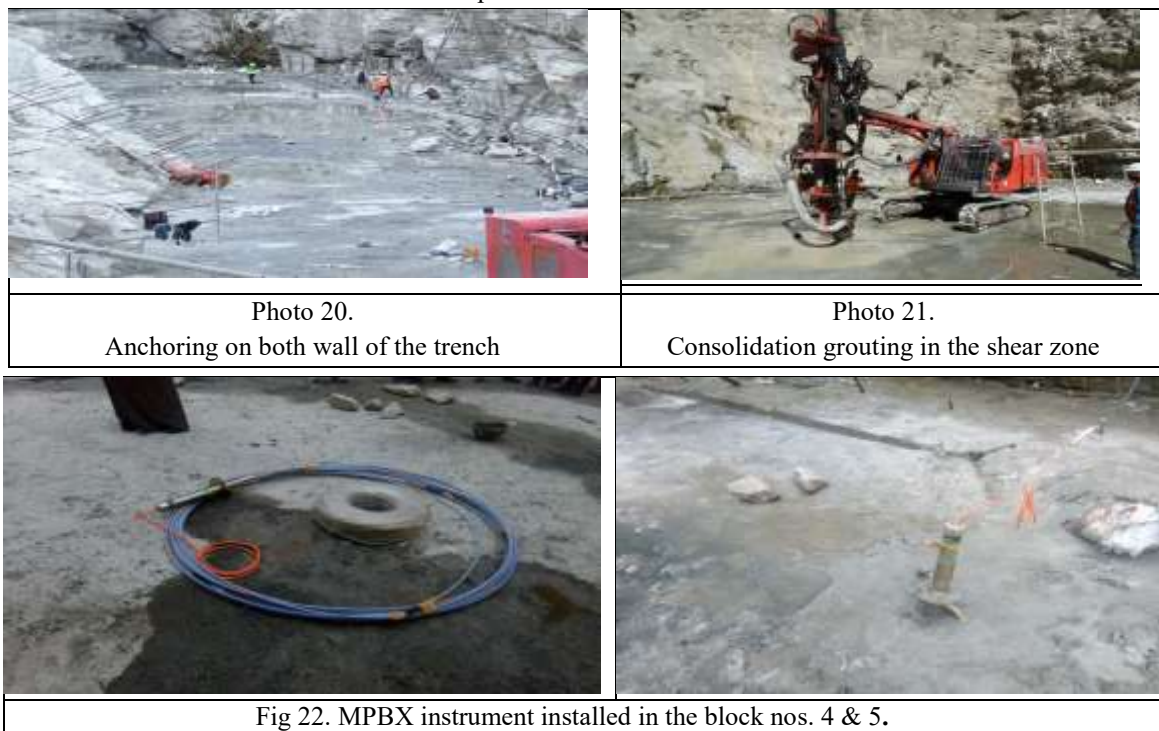 Photo 20.
Anchoring on both wall of the trench
Photo 21.
Consolidation grouting in the shear zone
Fig 22. MPBX instrument installed in the block nos. 4 & 5.